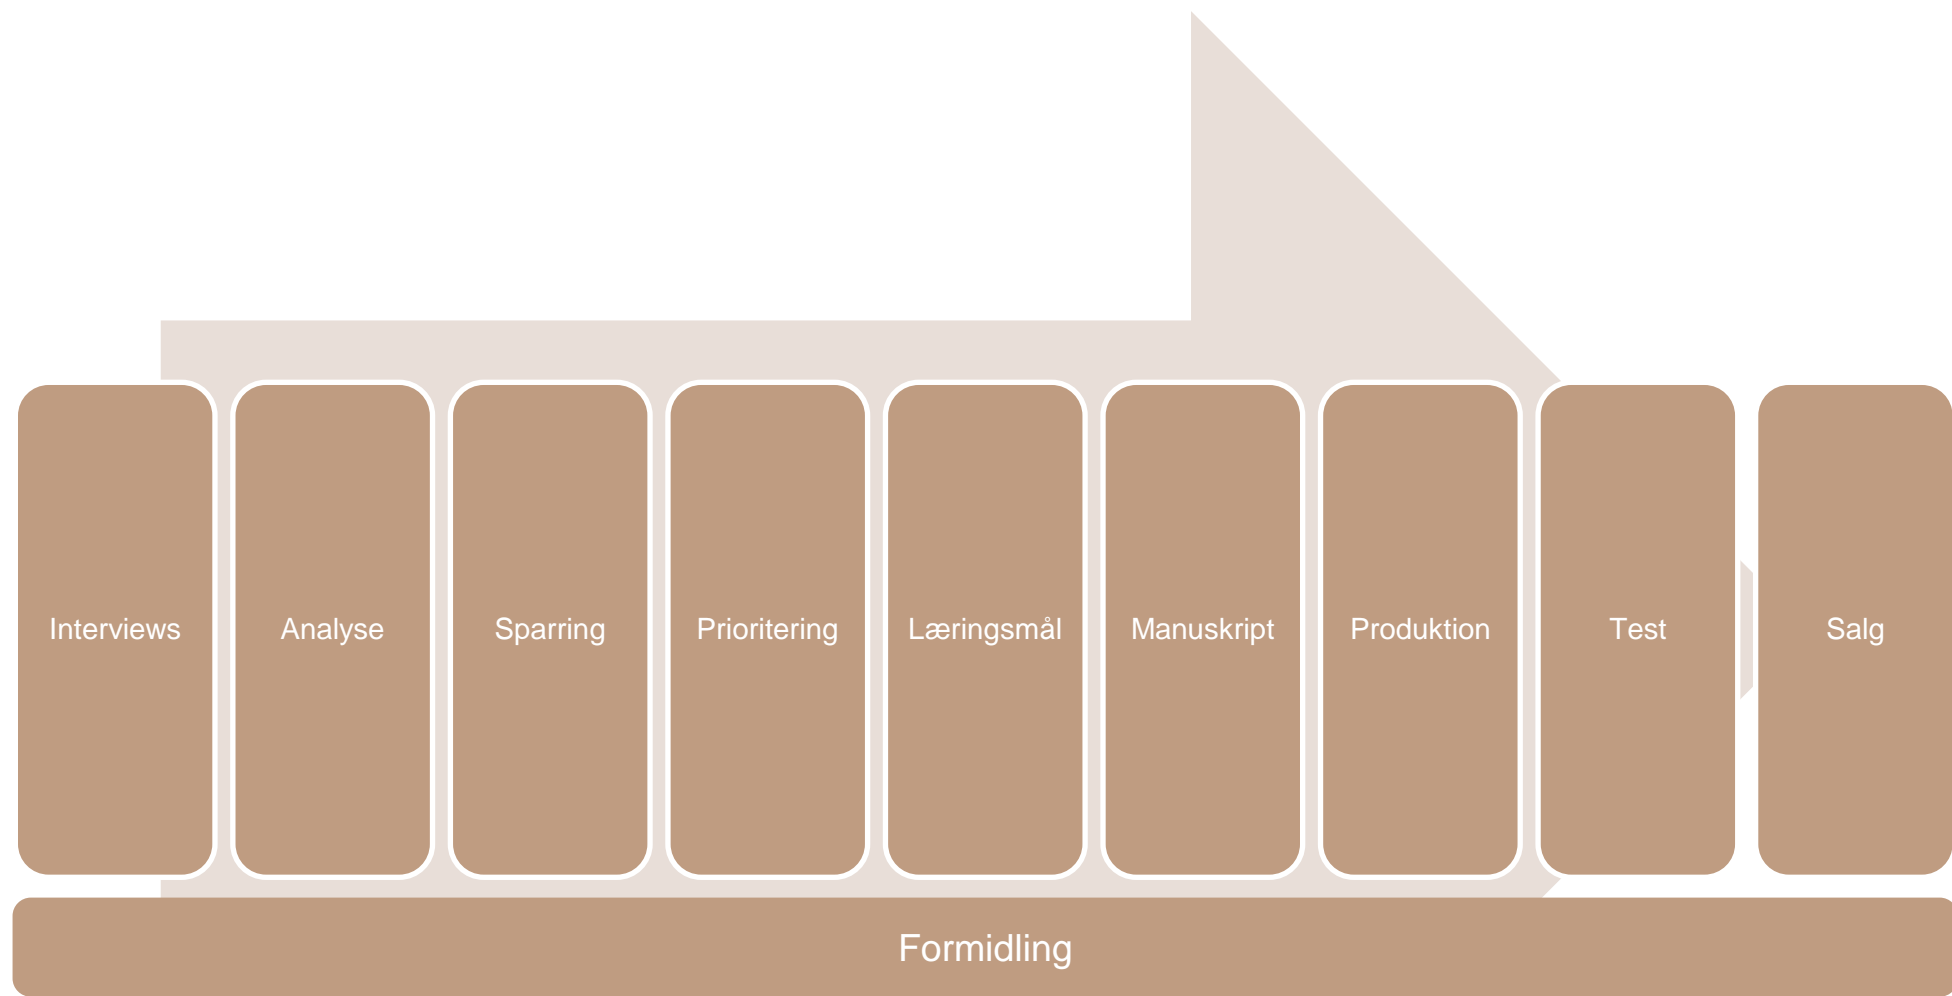 Interviews
Analyse
Sparring
Prioritering
Læringsmål
Manuskript
Produktion
Test
Salg
Formidling